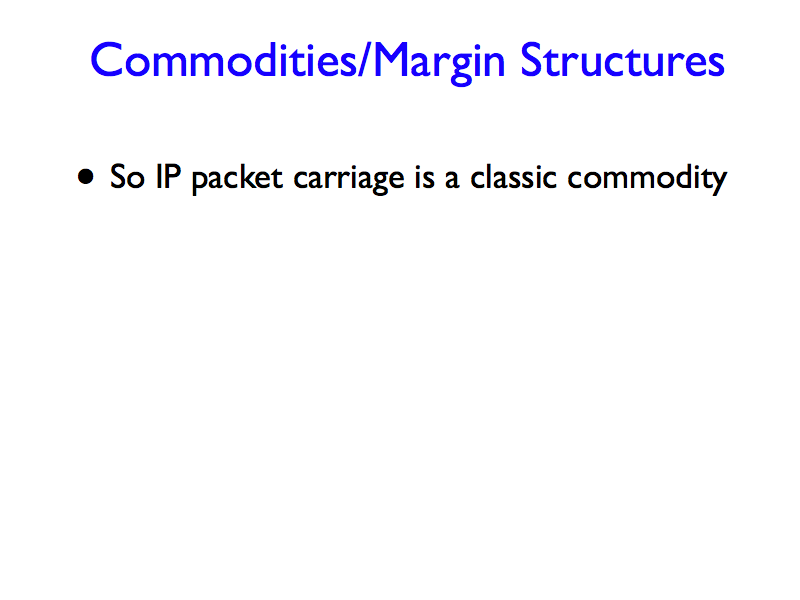 Commodities/Margin Structures
• So IP packet carriage is a classic commodity